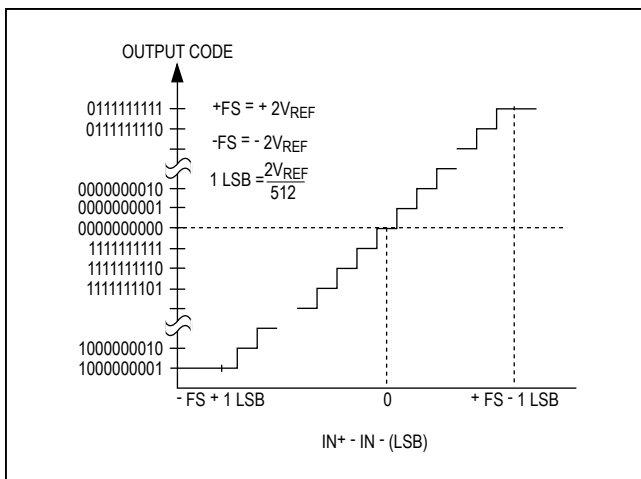 OUTPUT CODE
0111111111
0111111110
+FS = + 2VREF
-FS = - 2VREF
1 LSB = 2VREF
512
0000000010
0000000001
0000000000
1111111111
1111111110
1111111101
1000000010
1000000001
- FS + 1 LSB
0
+ FS - 1 LSB
IN+ - IN - (LSB)